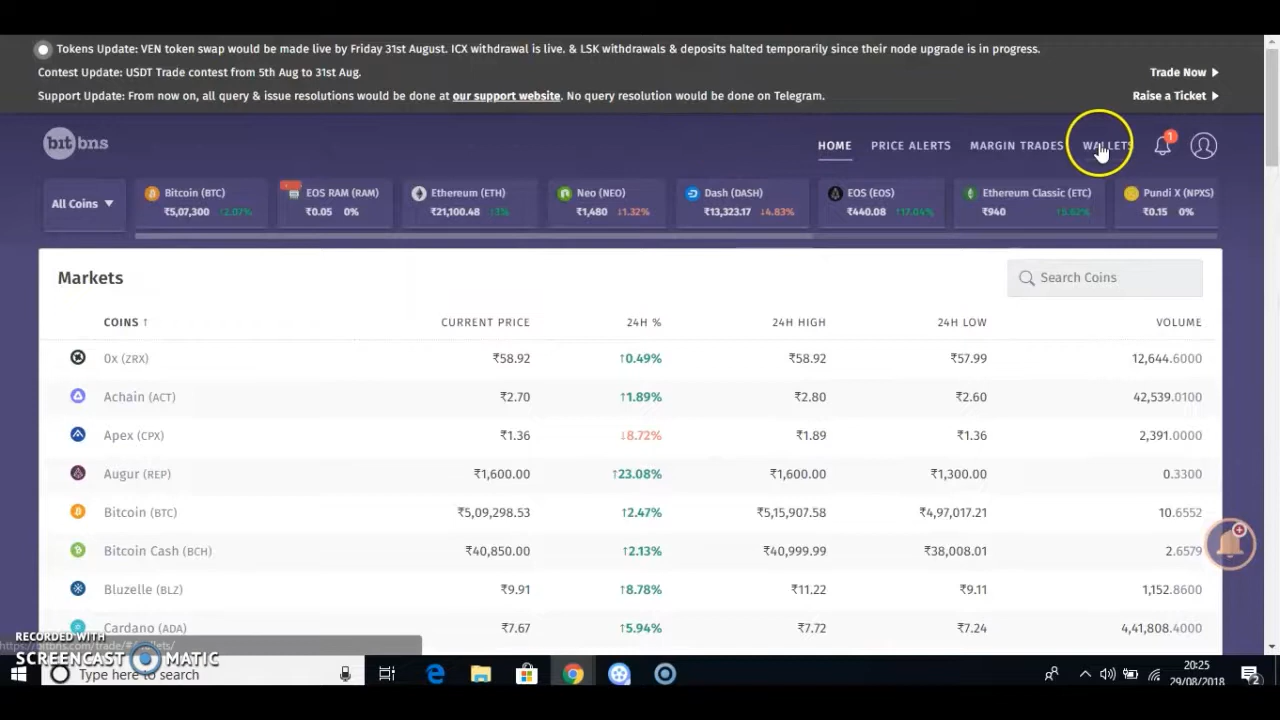 Tokens Update: VEN token swap would be made live by Friday 31st August. ICX withdrawal is live. & LSK withdrawals & deposits halted temporarily since their node upgrade is in progress.
Contest Update: USDT Trade contest from 5th Aug to 31st Aug.
Trade Now
Support Update: From now on, all query & issue resolutions would be done at our support website. No query resolution would be done on Telegram.
Raise a Ticket
bitbns
HOME PRICE ALERTS MARGIN TRADES WALLETS 1
All Coins ▼
Bitcoin (BTC) EOS RAM (RAM) Ethereum (ETH) Neo (NEO) Dash (DASH) EOS (EOS) Ethereum Classic (ETC) Pundi X (NPXS)
₹5,07,300 ↑2.07% ₹0.05 0% ₹21,100.48 ↑3% ₹1,480 ↓1.32% ₹13,323.17 ↓4.83% ₹440.08 ↑17.04% ₹940 ↑5.62% ₹0.15 0%
Markets
Search Coins
COINS ↑ CURRENT PRICE 24H % 24H HIGH 24H LOW VOLUME
0x (ZRX) ₹58.92 ↑0.49% ₹58.92 ₹57.99 12,644.6000
Achain (ACT) ₹2.70 ↑1.89% ₹2.80 ₹2.60 42,539.0100
Apex (CPX) ₹1.36 ↓8.72% ₹1.89 ₹1.36 2,391.0000
Augur (REP) ₹1,600.00 ↑23.08% ₹1,600.00 ₹1,300.00 0.3300
Bitcoin (BTC) ₹5,09,298.53 ↑2.47% ₹5,15,907.58 ₹4,97,017.21 10.6552
Bitcoin Cash (BCH) ₹40,850.00 ↑2.13% ₹40,999.99 ₹38,008.01 2.6579
Bluzelle (BLZ) ₹9.91 ↑8.78% ₹11.22 ₹9.11 1,152.8600
Cardano (ADA) ₹7.67 ↑5.94% ₹7.72 ₹7.24 4,41,808.4000
RECORDED WITH
SCREENCAST MATIC
Type here to search
20:25
29/08/2018
2